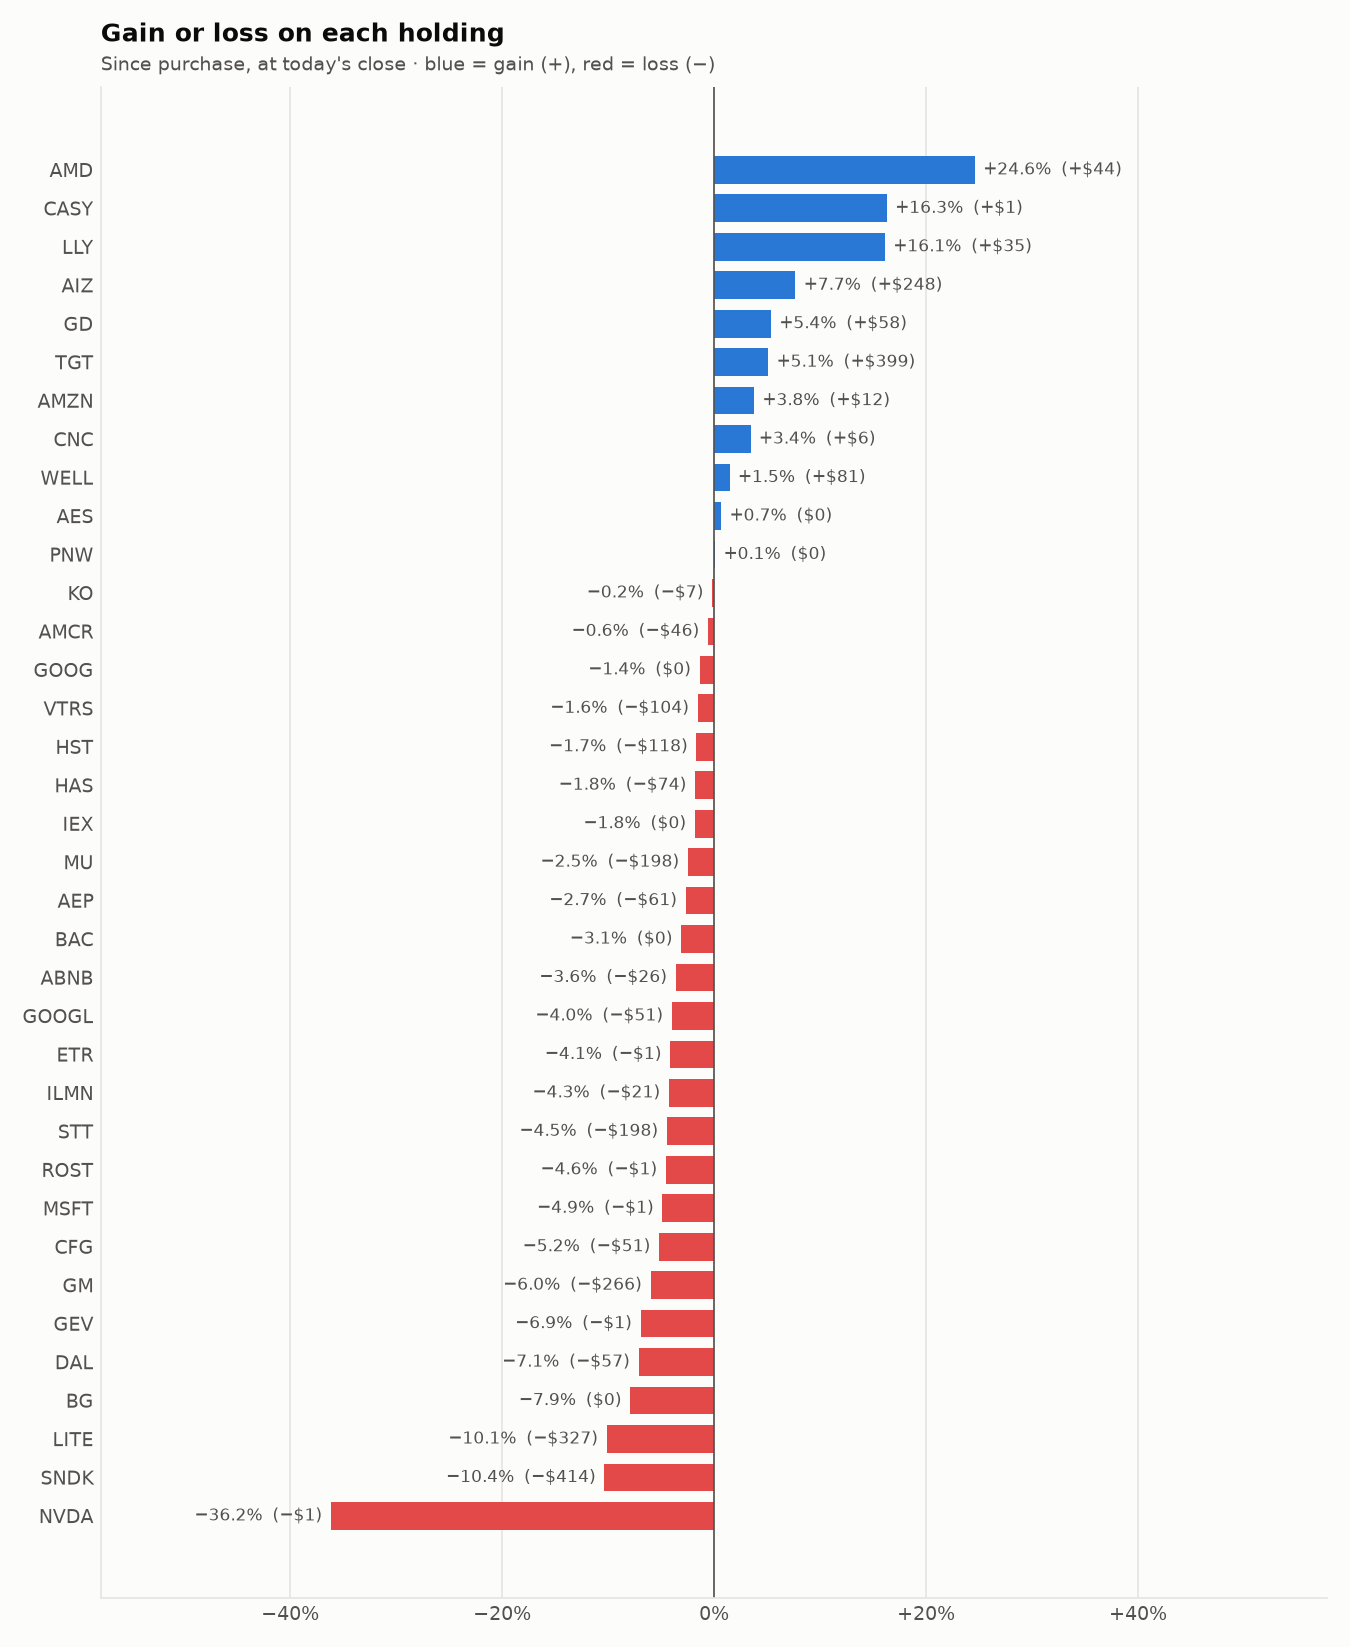 Gain or loss on each holding
Since purchase, at today's close · blue = gain (+), red = loss (−)
AMD +24.6% (+$44)
CASY +16.3% (+$1)
LLY +16.1% (+$35)
AIZ +7.7% (+$248)
GD +5.4% (+$58)
TGT +5.1% (+$399)
AMZN +3.8% (+$12)
CNC +3.4% (+$6)
WELL +1.5% (+$81)
AES +0.7% ($0)
PNW +0.1% ($0)
KO −0.2% (−$7)
AMCR −0.6% (−$46)
GOOG −1.4% ($0)
VTRS −1.6% (−$104)
HST −1.7% (−$118)
HAS −1.8% (−$74)
IEX −1.8% ($0)
MU −2.5% (−$198)
AEP −2.7% (−$61)
BAC −3.1% ($0)
ABNB −3.6% (−$26)
GOOGL −4.0% (−$51)
ETR −4.1% (−$1)
ILMN −4.3% (−$21)
STT −4.5% (−$198)
ROST −4.6% (−$1)
MSFT −4.9% (−$1)
CFG −5.2% (−$51)
GM −6.0% (−$266)
GEV −6.9% (−$1)
DAL −7.1% (−$57)
BG −7.9% ($0)
LITE −10.1% (−$327)
SNDK −10.4% (−$414)
NVDA −36.2% (−$1)
−40% −20% 0% +20% +40%